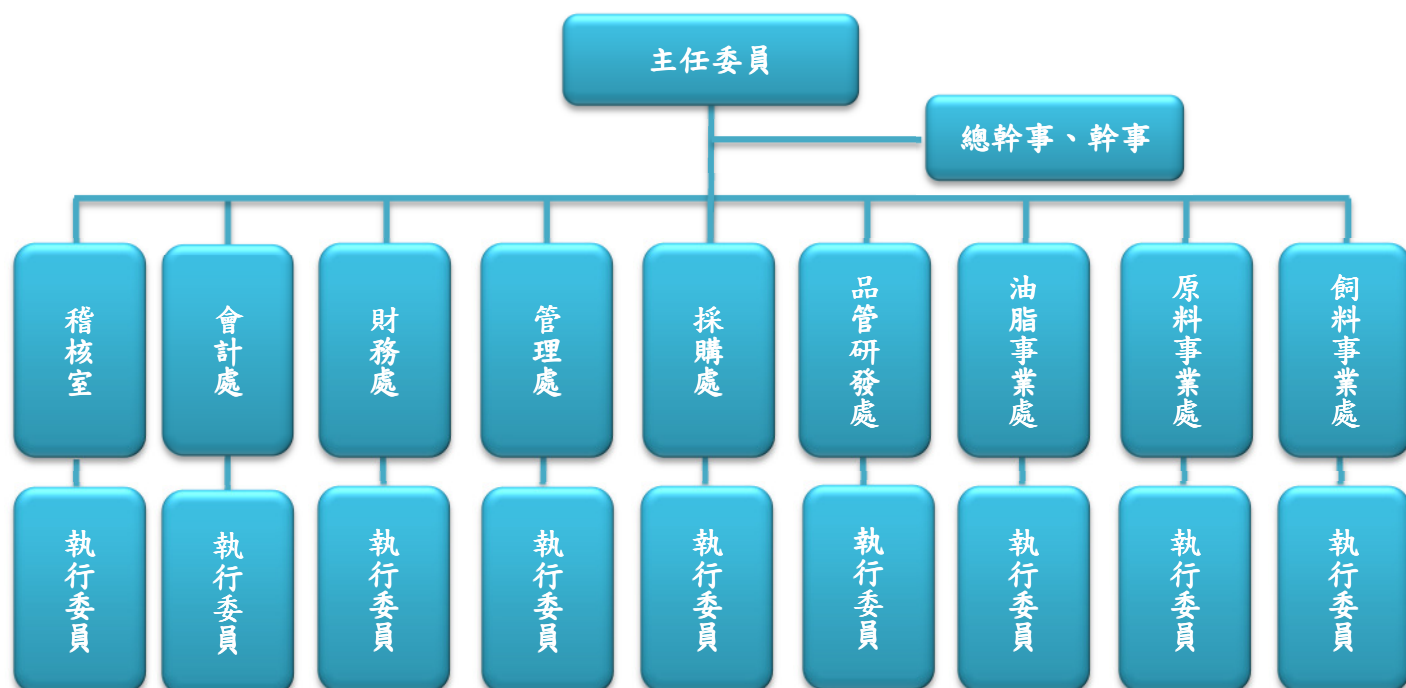 主任委員
總幹事、幹事
稽核室
會計處
財務處
管理處
採購處
品管研發處
油脂事業處
原料事業處
飼料事業處
執行委員
執行委員
執行委員
執行委員
執行委員
執行委員
執行委員
執行委員
執行委員